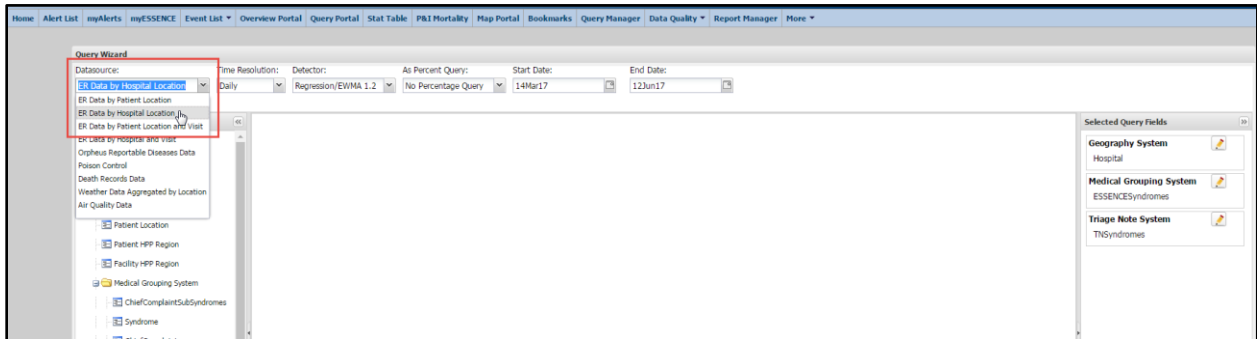 Home Alert List myAlerts myESSENCE Event List Overview Portal Query Portal Stat Table P&I Mortality Map Portal Bookmarks Query Manager Data Quality Report Manager More
Query Wizard
Datasource: Time Resolution: Detector: As Percent Query: Start Date: End Date:
ER Data by Hospital Location Daily Regression/EWMA 1.2 No Percentage Query 14Mar17 12Jun17
ER Data by Patient Location
ER Data by Hospital Location
ER Data by Patient Location and Visit
ER Data by Hospital and Visit
Orpheus Reportable Diseases Data
Poison Control
Death Records Data
Weather Data Aggregated by Location
Air Quality Data
Patient Location
Patient HPP Region
Facility HPP Region
Medical Grouping System
ChiefComplaintSubSyndromes
Syndrome
Selected Query Fields
Geography System
Hospital
Medical Grouping System
ESSENCESyndromes
Triage Note System
TNSyndromes